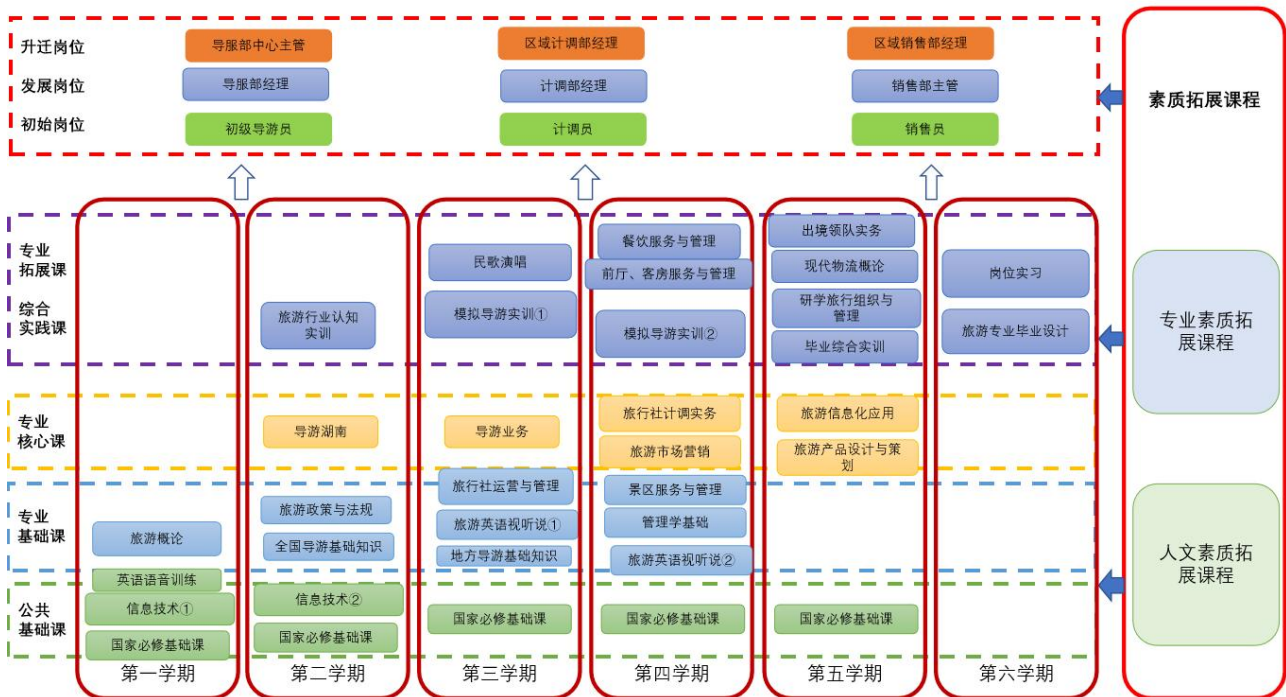 升迁岗位
导服部中心主管
区域计调部经理
区域销售部经理
发展岗位
导服部经理
计调部经理
销售部主管
初始岗位
初级导游员
计调员
销售员
素质拓展课程
专业
拓展课
综合
实践课
旅游行业认知
实训
民歌演唱
模拟导游实训①
餐饮服务与管理
前厅、客房服务与管理
模拟导游实训②
出境领队实务
现代物流概论
研学旅行组织与
管理
毕业综合实训
岗位实习
旅游专业毕业设计
专业素质拓
展课程
专业
核心课
导游湖南
导游业务
旅行社计调实务
旅游市场营销
旅游信息化应用
旅游产品设计与策
划
专业
基础课
旅游概论
旅游政策与法规
全国导游基础知识
旅行社运营与管理
旅游英语视听说①
地方导游基础知识
景区服务与管理
管理学基础
旅游英语视听说②
人文素质拓
展课程
公共
基础课
英语语音训练
信息技术①
国家必修基础课
信息技术②
国家必修基础课
国家必修基础课
国家必修基础课
国家必修基础课
第一学期
第二学期
第三学期
第四学期
第五学期
第六学期